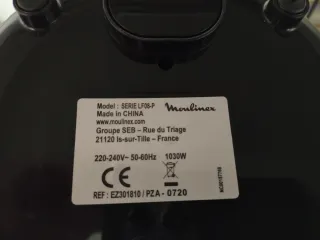 Model : SERIE LF08-P
Moulinex
Made in CHINA
www.moulinex.com
Groupe SEB – Rue du Triage
21120 Is-sur-Tille – France
220-240V~ 50-60Hz 1030W
CE
REF : EZ301810 / PZA - 0720